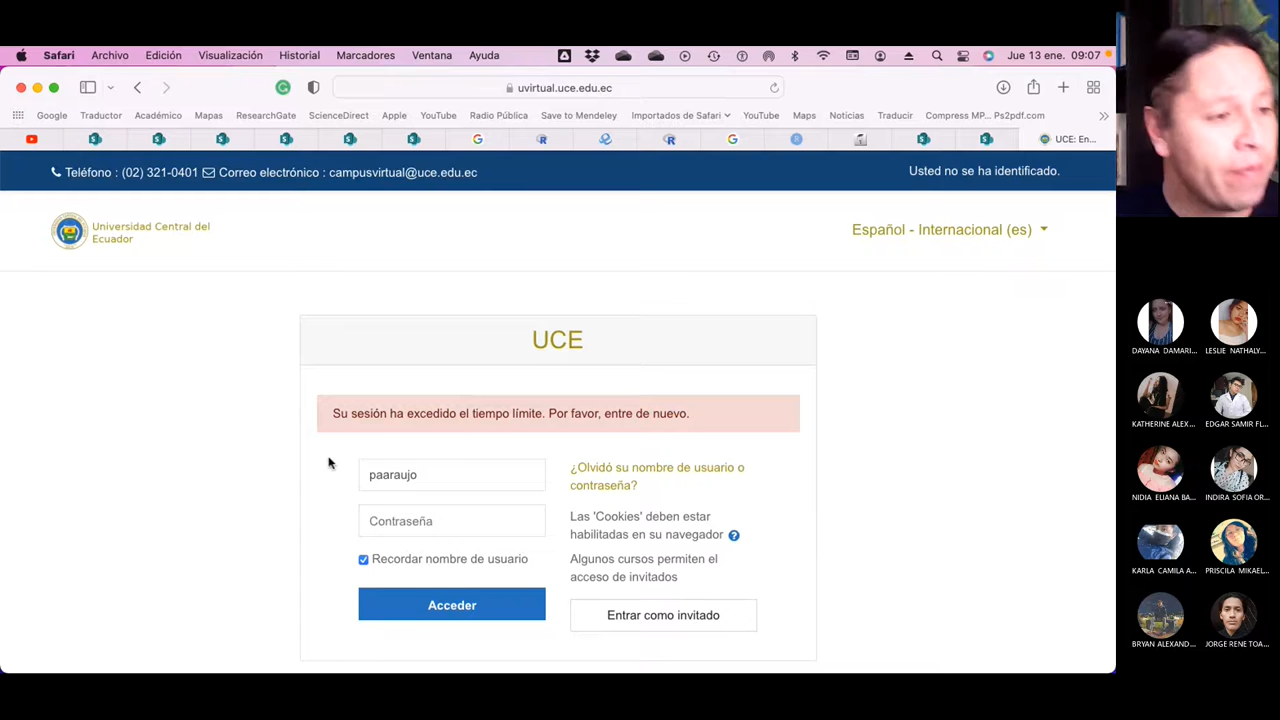 Safari Archivo Edición Visualización Historial Marcadores Ventana Ayuda Jue 13 ene. 09:07
uvirtual.uce.edu.ec
Google Traductor Académico Mapas ResearchGate ScienceDirect Apple YouTube Radio Pública Save to Mendeley Importados de Safari YouTube Maps Noticias Traducir Compress MP... Ps2pdf.com
UCE: En...
Teléfono : (02) 321-0401 Correo electrónico : campusvirtual@uce.edu.ec Usted no se ha identificado.
Universidad Central del
Ecuador
Español - Internacional (es)
UCE
Su sesión ha excedido el tiempo límite. Por favor, entre de nuevo.
paaraujo
Contraseña
Recordar nombre de usuario
Acceder
¿Olvidó su nombre de usuario o
contraseña?
Las 'Cookies' deben estar
habilitadas en su navegador
Algunos cursos permiten el
acceso de invitados
Entrar como invitado
DAYANA DAMARI... LESLIE NATHALY...
KATHERINE ALEX... EDGAR SAMIR FL...
NIDIA ELIANA BA... INDIRA SOFIA OR...
KARLA CAMILA A... PRISCILA MIKAEL...
BRYAN ALEXAND... JORGE RENE TOA...